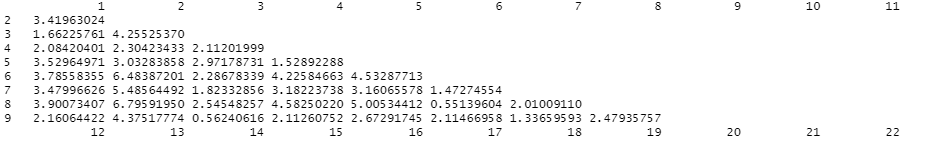 1 2 3 4 5 6 7 8 9 10 11
2 3.41963024
3 1.66225761 4.25525370
4 2.08420401 2.30423433 2.11201999
5 3.52964971 3.03283858 2.97178731 1.52892288
6 3.78558355 6.48387201 2.28678339 4.22584663 4.53287713
7 3.47996626 5.48564492 1.82332856 3.18223738 3.16065578 1.47274554
8 3.90073407 6.79591950 2.54548257 4.58250220 5.00534412 0.55139604 2.01009110
9 2.16064422 4.37517774 0.56240616 2.11260752 2.67291745 2.11466958 1.33659593 2.47935757
12 13 14 15 16 17 18 19 20 21 22